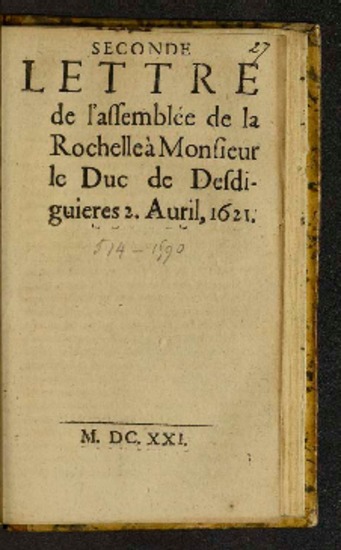 SECONDE 27
LETTRE
de l'aſſemblée de la
Rochelle à Monſieur
le Duc de Deſdi-
guieres 2. Auril, 1621.
514-1590
M. DC. XXI.